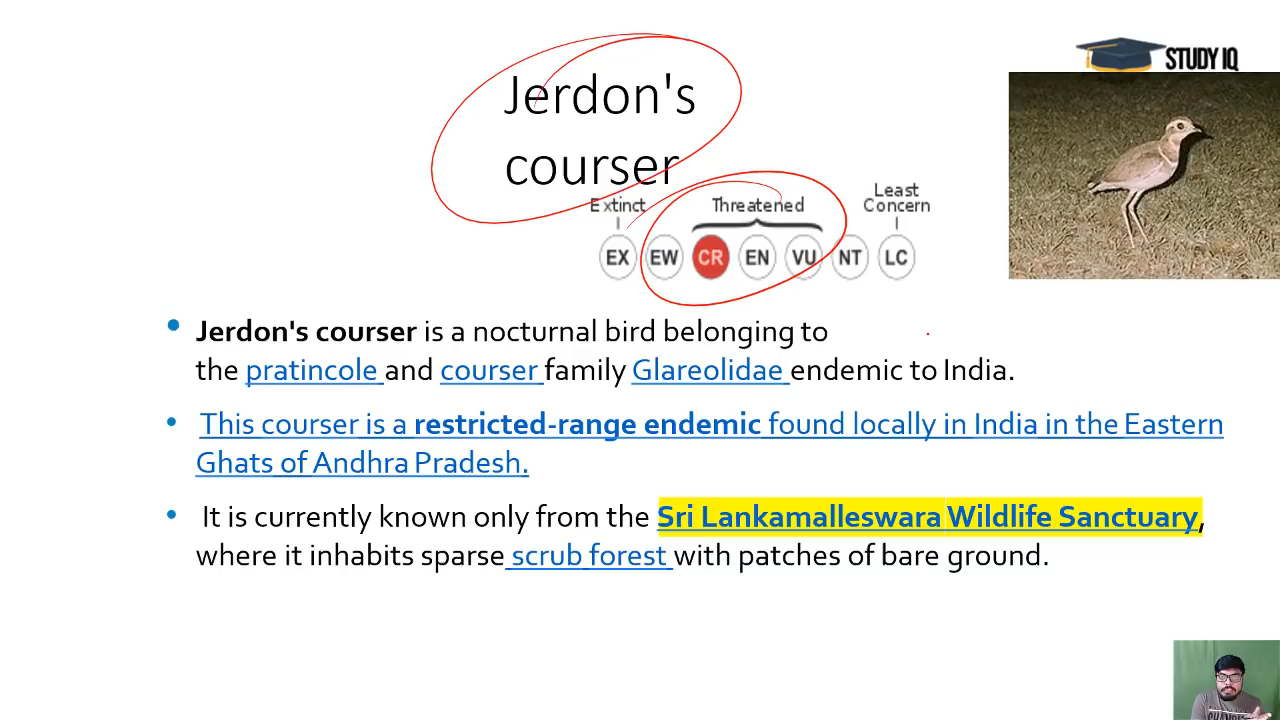 STUDY IQ
Jerdon's
courser
Extinct
Threatened
Least
Concern
EX EW CR EN VU NT LC
• Jerdon's courser is a nocturnal bird belonging to
the pratincole and courser family Glareolidae endemic to India.
• This courser is a restricted-range endemic found locally in India in the Eastern
Ghats of Andhra Pradesh.
• It is currently known only from the Sri Lankamalleswara Wildlife Sanctuary,
where it inhabits sparse scrub forest with patches of bare ground.